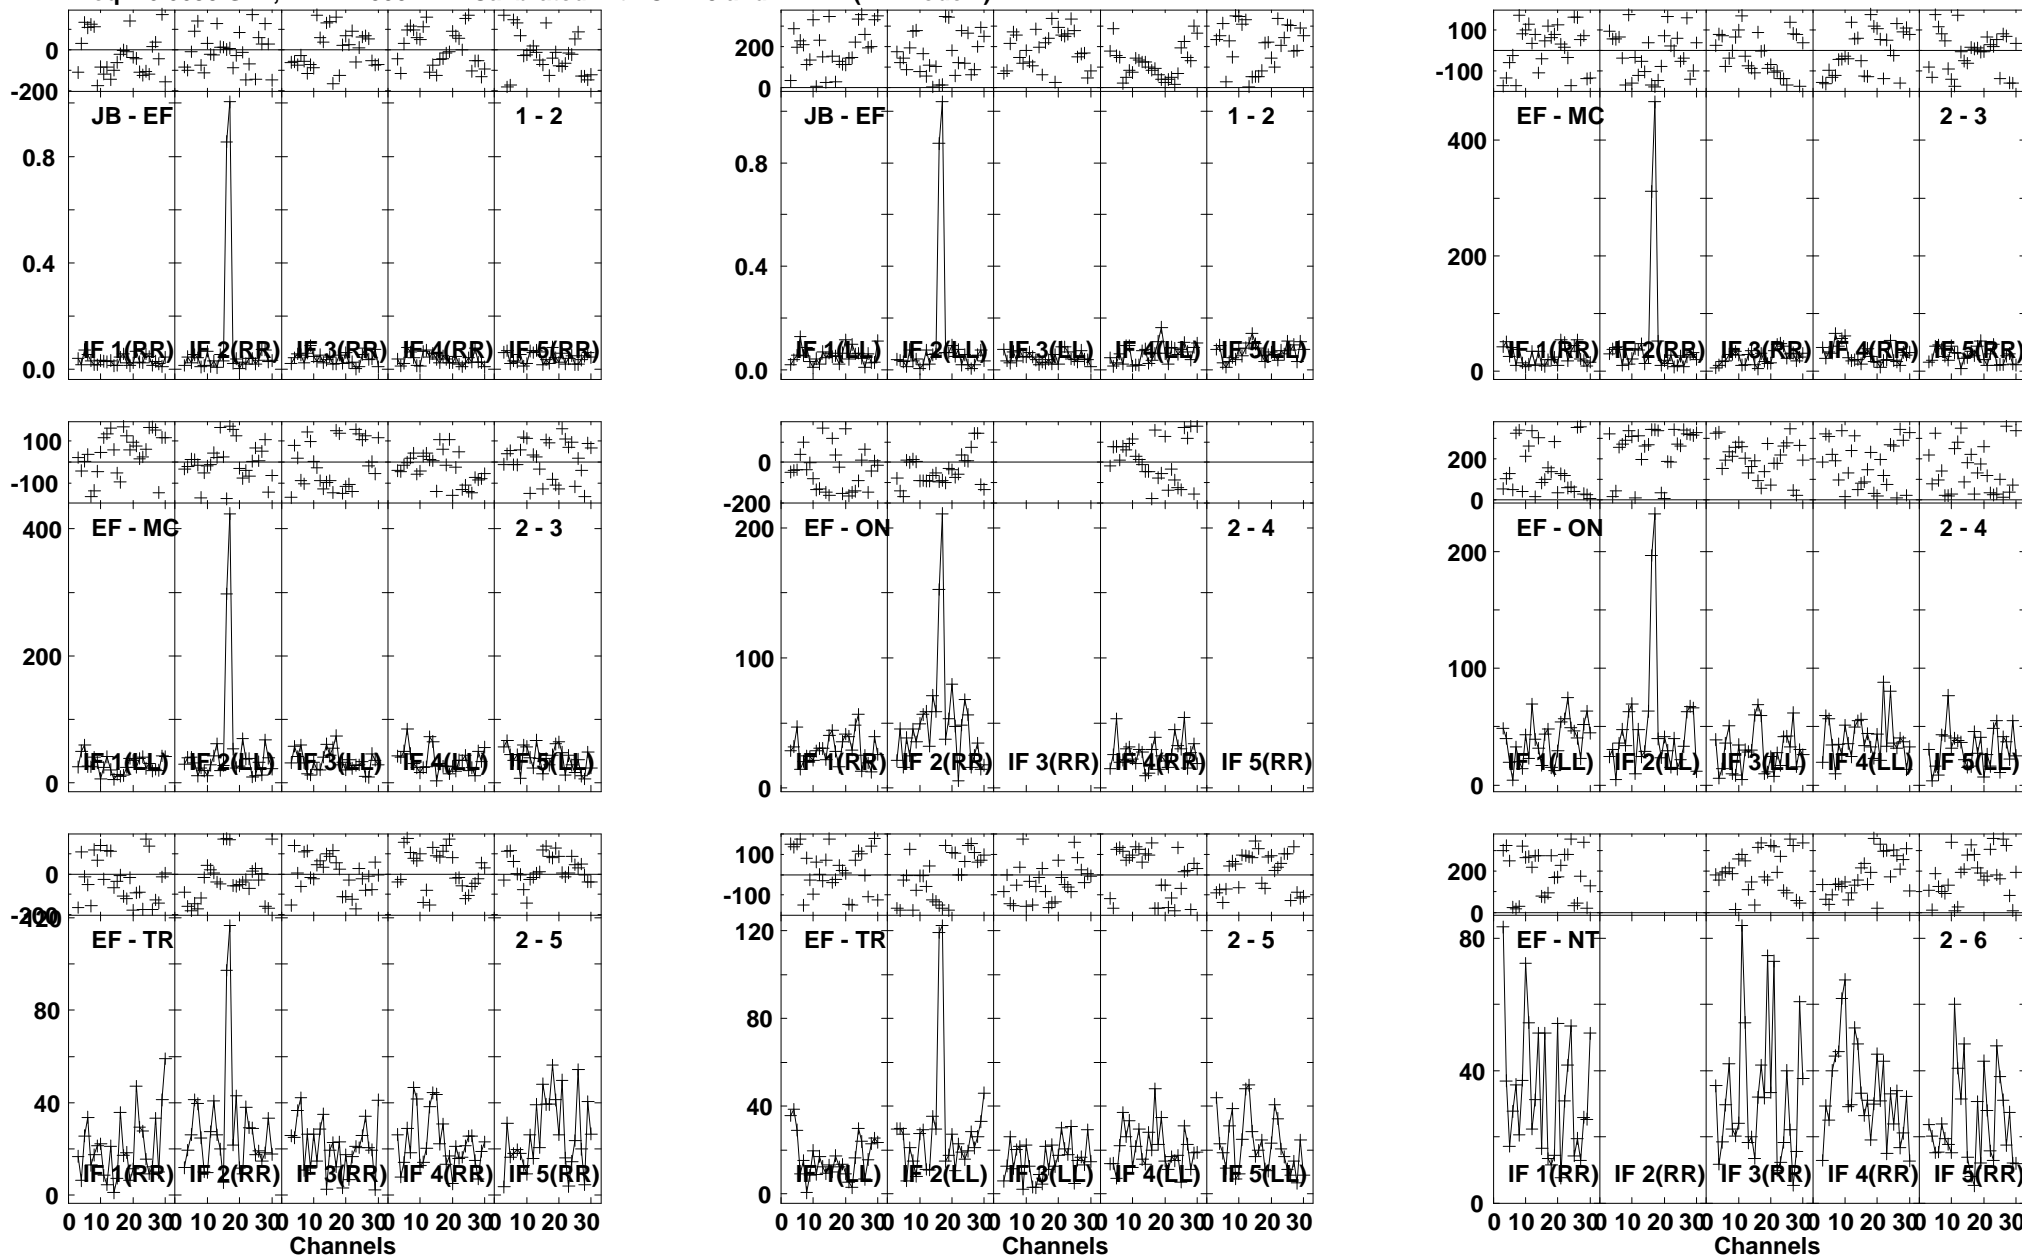 0 200 100
-200 0 -100
JB - EF 1 - 2 JB - EF 1 - 2 EF - MC 2 - 3
0.8 0.8 400
0.4 0.4 200
IF 1(RR) IF 2(RR) IF 3(RR) IF 4(RR) IF 5(RR) IF 1(LL) IF 2(LL) IF 3(LL) IF 4(LL) IF 5(LL) IF 1(RR) IF 2(RR) IF 3(RR) IF 4(RR) IF 5(RR)
0.0 0.0 0
100 0 200
-100 -200 0
EF - MC 2 - 3 EF - ON 2 - 4 EF - ON 2 - 4
400 200 200
200 100 100
IF 1(LL) IF 2(LL) IF 3(LL) IF 4(LL) IF 5(LL) IF 1(RR) IF 2(RR) IF 3(RR) IF 4(RR) IF 5(RR) IF 1(LL) IF 2(LL) IF 3(LL) IF 4(LL) IF 5(LL)
0 0 0
0 100 200
-200 -100 0
120 120 80
EF - TR 2 - 5 EF - TR 2 - 5 EF - NT 2 - 6
80 80 40
40 40
IF 1(RR) IF 2(RR) IF 3(RR) IF 4(RR) IF 5(RR) IF 1(LL) IF 2(LL) IF 3(LL) IF 4(LL) IF 5(LL) IF 1(RR) IF 2(RR) IF 3(RR) IF 4(RR) IF 5(RR)
0 0 0
0 10 20 30 0 10 20 30 0 10 20 30 0 10 20 30 0 10 20 30 0 10 20 30 0 10 20 30 0 10 20 30 0 10 20 30 0 10 20 30 0 10 20 30 0 10 20 30 0 10 20 30 0 10 20 30 0 10 20 30
Channels Channels